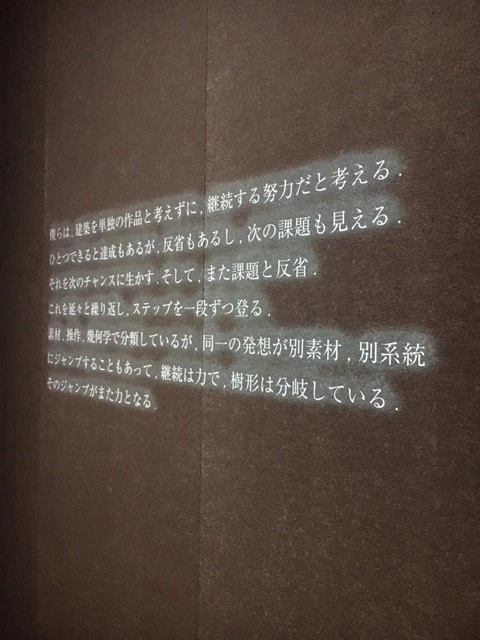 僕らは，建築を単独の作品と考えずに，継続する努力だと考える．
ひとつできると達成もあるが，反省もあるし，次の課題も見える．
それを次のチャンスに生かす．そして，また課題と反省．
これを延々と繰り返し，ステップを一段ずつ登る．
素材，操作，幾何学で分類しているが，同一の発想が別素材，別系統
にジャンプすることもあって，継続は力で，樹形は分岐している．
そのジャンプがまた力となる．